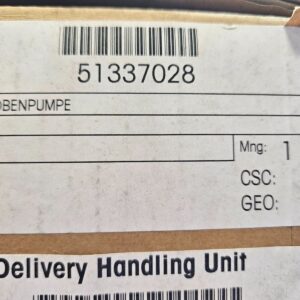 51337028
OBENPUMPE
Mng: 1
CSC:
GEO:
Delivery Handling Unit